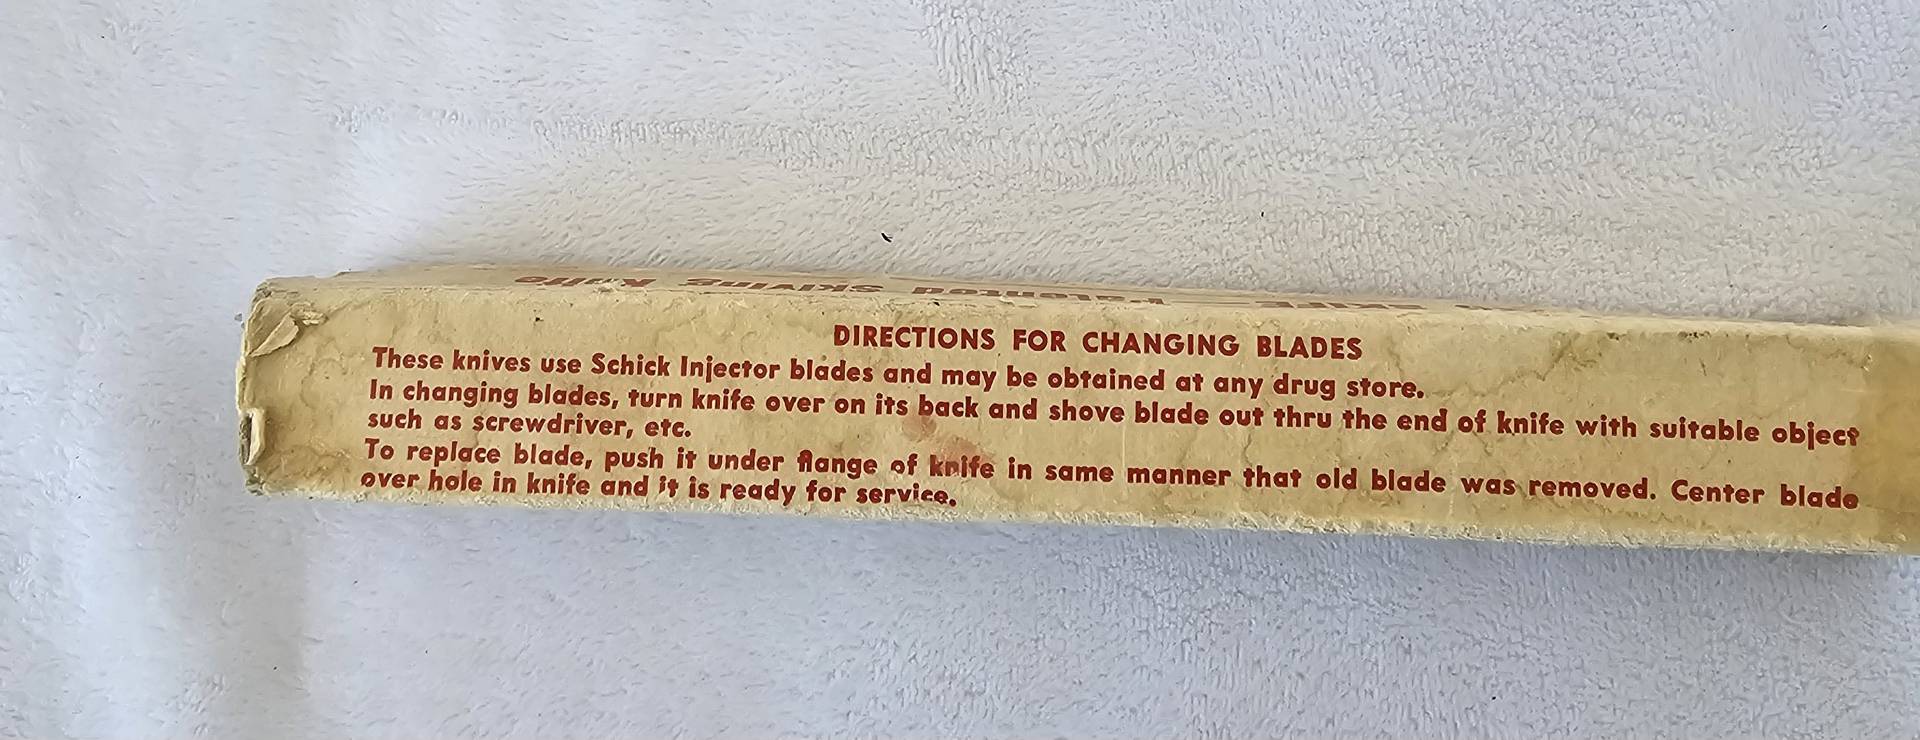 DIRECTIONS FOR CHANGING BLADES
These knives use Schick Injector blades and may be obtained at any drug store.
In changing blades, turn knife over on its back and shove blade out thru the end of knife with suitable object
such as screwdriver, etc.
To replace blade, push it under flange of knife in same manner that old blade was removed. Center blade
over hole in knife and it is ready for service.
Patented Skiving Knife